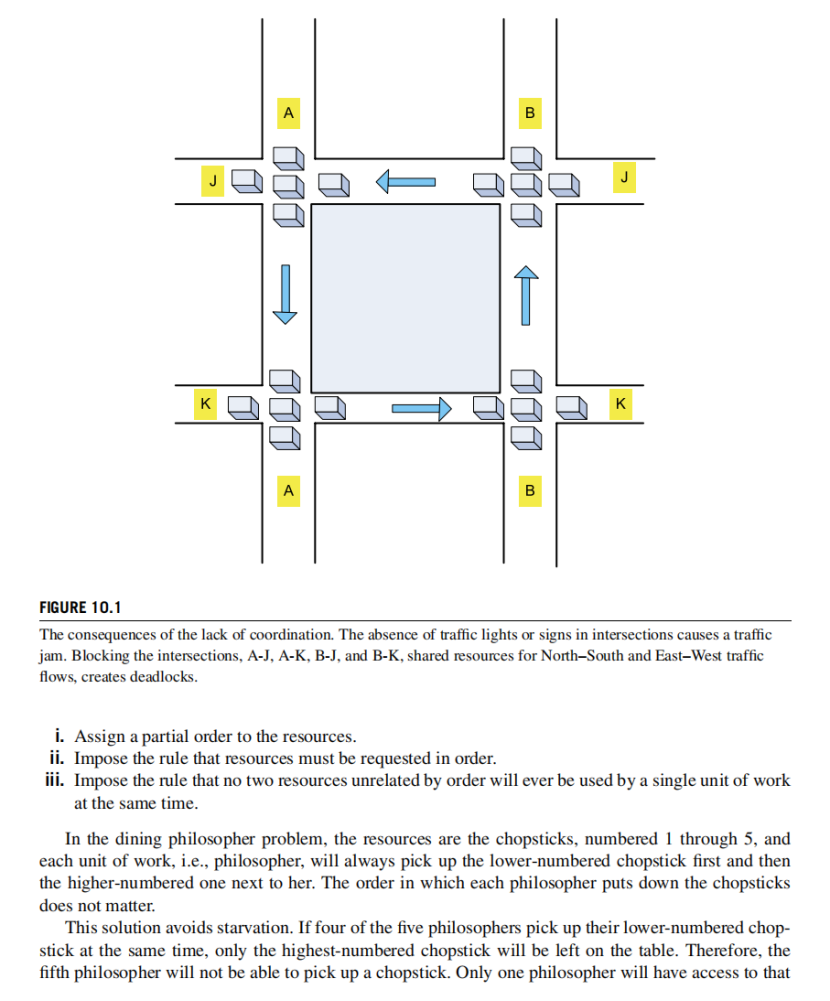 A
B
J
J
K
K
A
B
FIGURE 10.1
The consequences of the lack of coordination. The absence of traffic lights or signs in intersections causes a traffic
jam. Blocking the intersections, A-J, A-K, B-J, and B-K, shared resources for North–South and East–West traffic
flows, creates deadlocks.
i. Assign a partial order to the resources.
ii. Impose the rule that resources must be requested in order.
iii. Impose the rule that no two resources unrelated by order will ever be used by a single unit of work
at the same time.
In the dining philosopher problem, the resources are the chopsticks, numbered 1 through 5, and
each unit of work, i.e., philosopher, will always pick up the lower-numbered chopstick first and then
the higher-numbered one next to her. The order in which each philosopher puts down the chopsticks
does not matter.
This solution avoids starvation. If four of the five philosophers pick up their lower-numbered chop-
stick at the same time, only the highest-numbered chopstick will be left on the table. Therefore, the
fifth philosopher will not be able to pick up a chopstick. Only one philosopher will have access to that